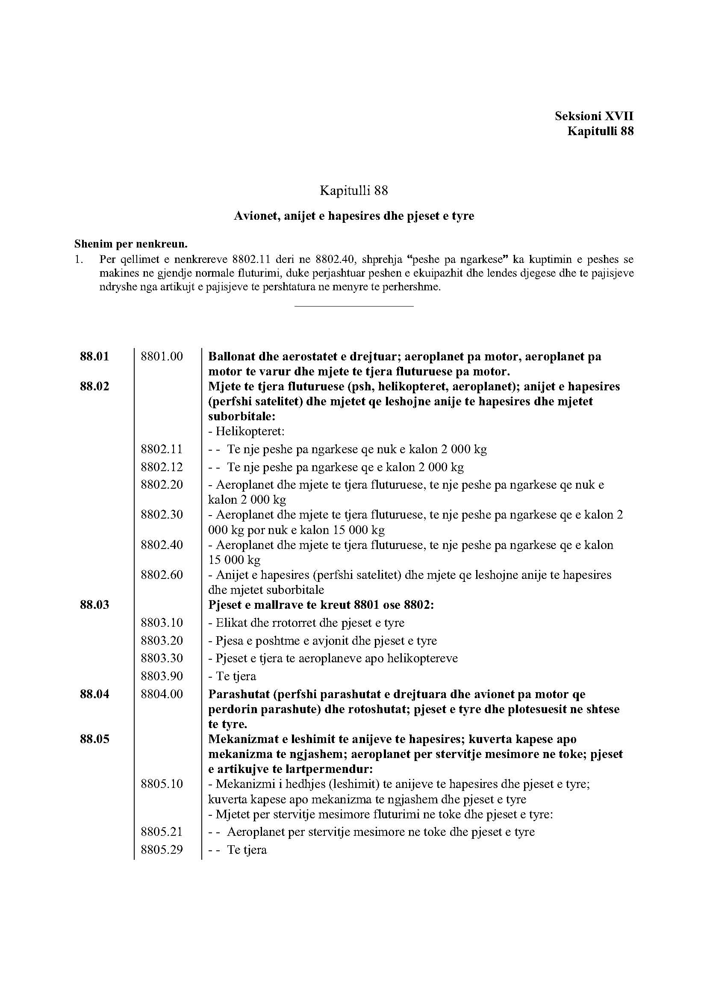 Seksioni XVII
Kapitulli 88
Kapitulli 88
Avionet, anijet e hapesires dhe pjeset e tyre
Shenim per nenkreun.
1. Per qellimet e nenkrereve 8802.11 deri ne 8802.40, shprehja “peshe pa ngarkese” ka kuptimin e peshes se
makines ne gjendje normale fluturimi, duke perjashtuar peshen e ekuipazhit dhe lendes djegese dhe te pajisjeve
ndryshe nga artikujt e pajisjeve te pershtatura ne menyre te perhershme.
88.01 8801.00 Ballonat dhe aerostatet e drejtuar; aeroplanet pa motor, aeroplanet pa
motor te varur dhe mjete te tjera fluturuese pa motor.
88.02 Mjete te tjera fluturuese (psh, helikopteret, aeroplanet); anijet e hapesires
(perfshi satelitet) dhe mjetet qe leshojne anije te hapesires dhe mjetet
suborbitale:
- Helikopteret:
8802.11 - - Te nje peshe pa ngarkese qe nuk e kalon 2 000 kg
8802.12 - - Te nje peshe pa ngarkese qe e kalon 2 000 kg
8802.20 - Aeroplanet dhe mjete te tjera fluturuese, te nje peshe pa ngarkese qe nuk e
kalon 2 000 kg
8802.30 - Aeroplanet dhe mjete te tjera fluturuese, te nje peshe pa ngarkese qe e kalon 2
000 kg por nuk e kalon 15 000 kg
8802.40 - Aeroplanet dhe mjete te tjera fluturuese, te nje peshe pa ngarkese qe e kalon
15 000 kg
8802.60 - Anijet e hapesires (perfshi satelitet) dhe mjete qe leshojne anije te hapesires
dhe mjetet suborbitale
88.03 Pjeset e mallrave te kreut 8801 ose 8802:
8803.10 - Elikat dhe rrotorret dhe pjeset e tyre
8803.20 - Pjesa e poshtme e avjonit dhe pjeset e tyre
8803.30 - Pjeset e tjera te aeroplaneve apo helikoptereve
8803.90 - Te tjera
88.04 8804.00 Parashutat (perfshi parashutat e drejtuara dhe avionet pa motor qe
perdorin parashute) dhe rotoshutat; pjeset e tyre dhe plotesuesit ne shtese
te tyre.
88.05 Mekanizmat e leshimit te anijeve te hapesires; kuverta kapese apo
mekanizma te ngjashem; aeroplanet per stervitje mesimore ne toke; pjeset
e artikujve te lartpermendur:
8805.10 - Mekanizmi i hedhjes (leshimit) te anijeve te hapesires dhe pjeset e tyre;
kuverta kapese apo mekanizma te ngjashem dhe pjeset e tyre
- Mjetet per stervitje mesimore fluturimi ne toke dhe pjeset e tyre:
8805.21 - - Aeroplanet per stervitje mesimore ne toke dhe pjeset e tyre
8805.29 - - Te tjera